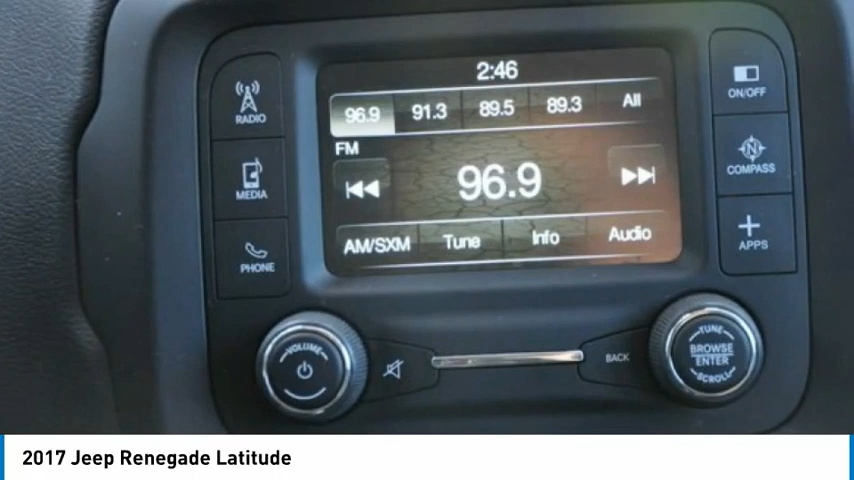 2:46
96.9 91.3 89.5 89.3 All
FM
96.9
AM/SXM Tune Info Audio
RADIO
MEDIA
PHONE
ON/OFF
N
COMPASS
APPS
VOLUME
BACK
TUNE
BROWSE
ENTER
SCROLL
2017 Jeep Renegade Latitude